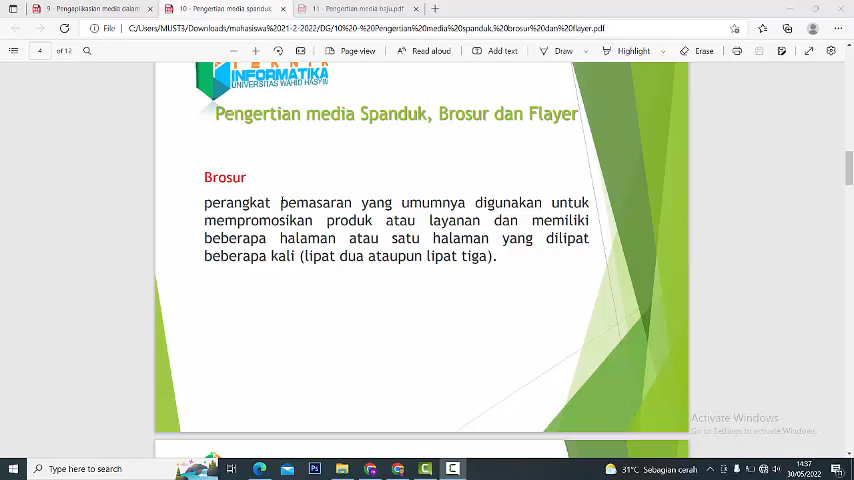 9 - Pengaplikasian media dalam
10 - Pengertian media spanduk,
11 - Pengertian media baju.pdf
File
C:/Users/MUST3/Downloads/mahasiswa%2021-2-2022/DG/10%20-%20Pengertian%20media%20spanduk,%20brosur%20dan%20flayer.pdf
4 of 12
Page view
Read aloud
Add text
Draw
Highlight
Erase
TEKNIK
INFORMATIKA
UNIVERSITAS WAHID HASYIM
Pengertian media Spanduk, Brosur dan Flayer
Brosur
perangkat pemasaran yang umumnya digunakan untuk
mempromosikan produk atau layanan dan memiliki
beberapa halaman atau satu halaman yang dilipat
beberapa kali (lipat dua ataupun lipat tiga).
Activate Windows
Go to Settings to activate Windows.
Type here to search
31°C Sebagian cerah
14:37
30/05/2022